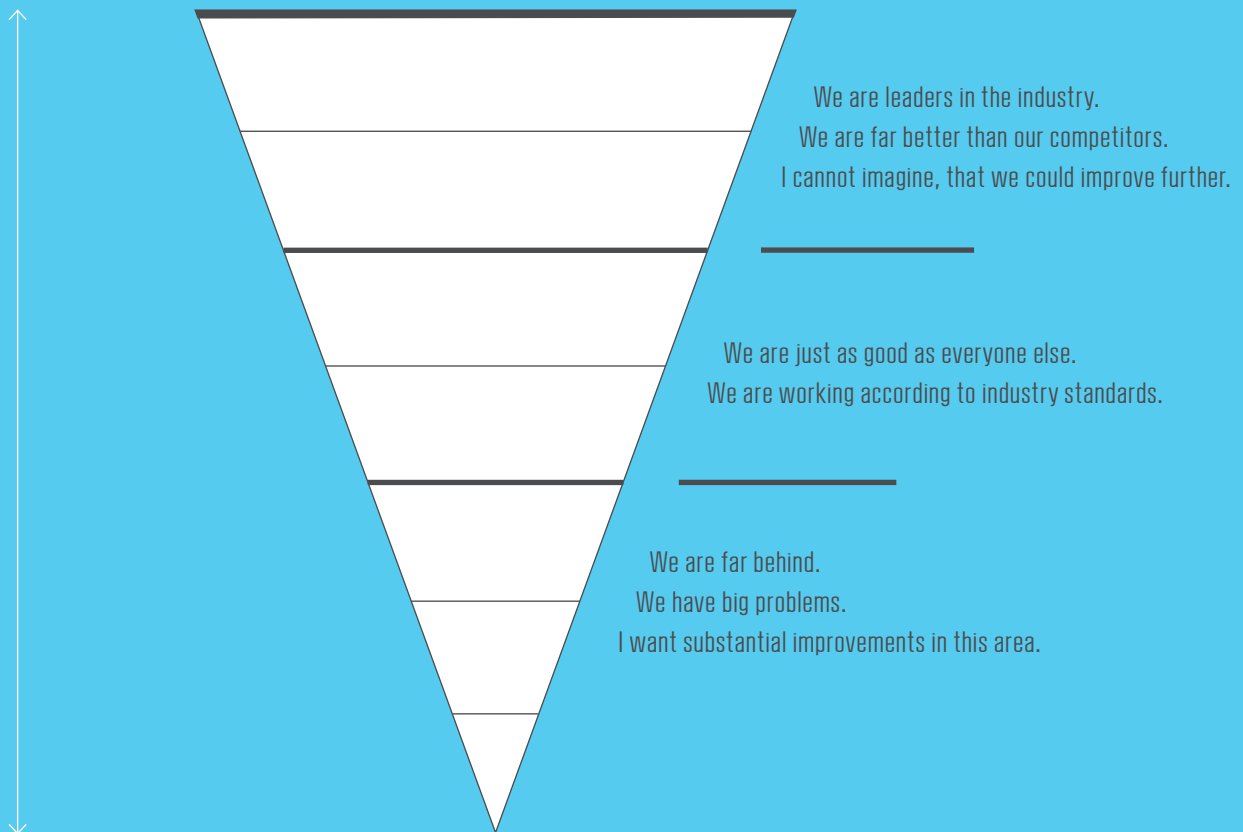 We are leaders in the industry.
We are far better than our competitors.
I cannot imagine, that we could improve further.
We are just as good as everyone else.
We are working according to industry standards.
We are far behind.
We have big problems.
I want substantial improvements in this area.